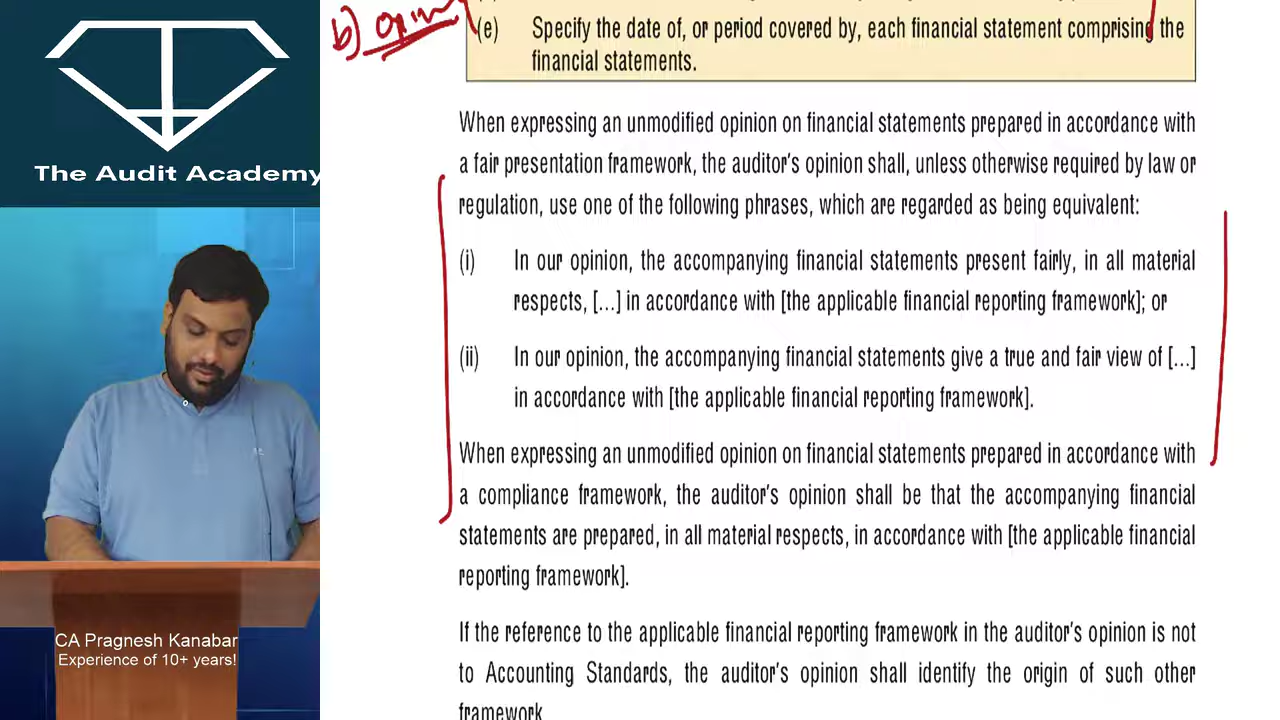 The Audit Academy
b) Opin
(e) Specify the date of, or period covered by, each financial statement comprising the
financial statements.
When expressing an unmodified opinion on financial statements prepared in accordance with
a fair presentation framework, the auditor's opinion shall, unless otherwise required by law or
regulation, use one of the following phrases, which are regarded as being equivalent:
(i) In our opinion, the accompanying financial statements present fairly, in all material
respects, […] in accordance with [the applicable financial reporting framework]; or
(ii) In our opinion, the accompanying financial statements give a true and fair view of […]
in accordance with [the applicable financial reporting framework].
When expressing an unmodified opinion on financial statements prepared in accordance with
a compliance framework, the auditor's opinion shall be that the accompanying financial
statements are prepared, in all material respects, in accordance with [the applicable financial
reporting framework].
If the reference to the applicable financial reporting framework in the auditor's opinion is not
to Accounting Standards, the auditor's opinion shall identify the origin of such other
framework
CA Pragnesh Kanabar
Experience of 10+ years!